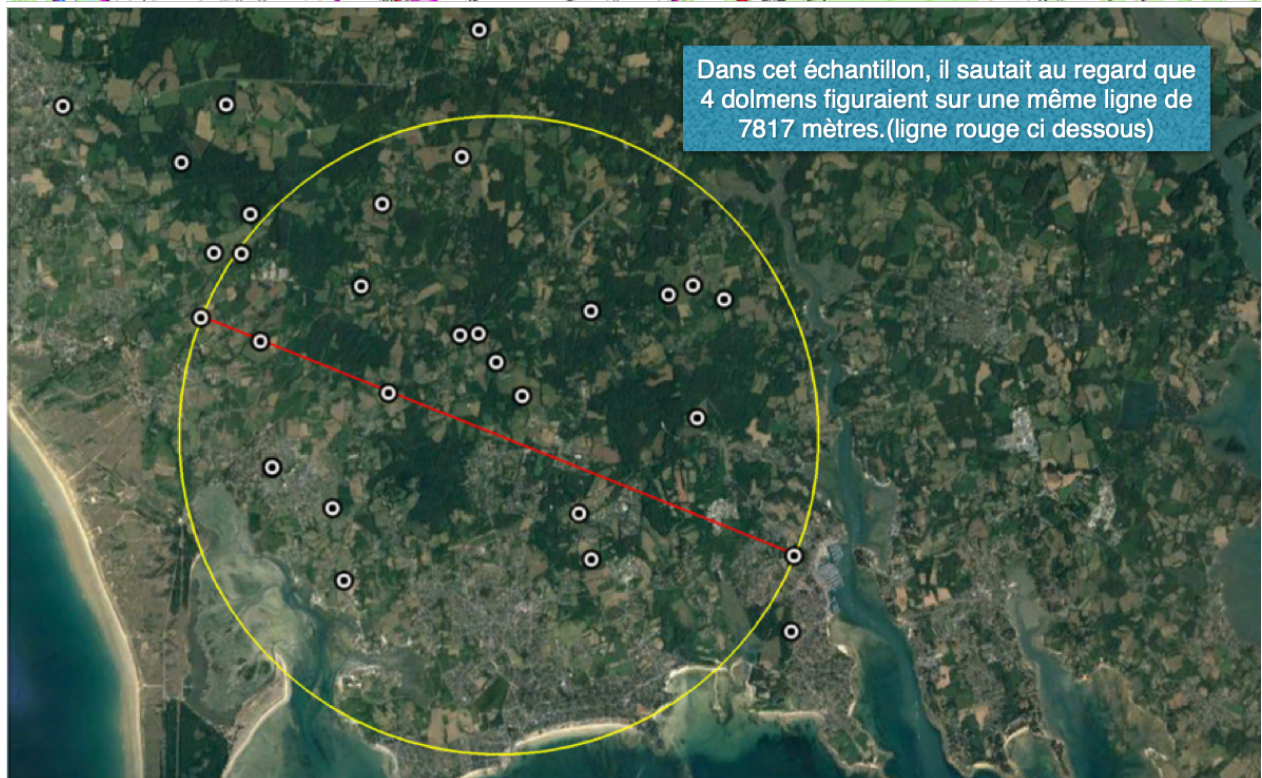 Dans cet échantillon, il sautait au regard que
4 dolmens figuraient sur une même ligne de
7817 mètres.(ligne rouge ci dessous)